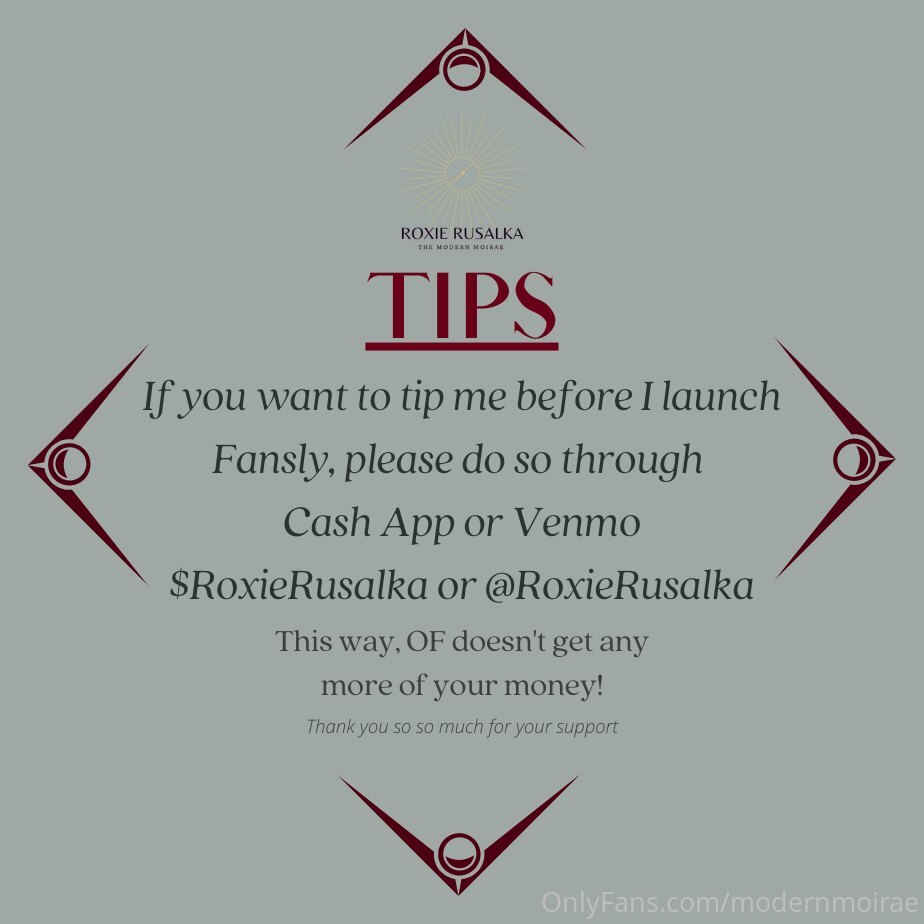 ROXIE RUSALKA
THE MODERN MOIRAE
TIPS
If you want to tip me before I launch
Fansly, please do so through
Cash App or Venmo
$RoxieRusalka or @RoxieRusalka
This way, OF doesn't get any
more of your money!
Thank you so so much for your support
OnlyFans.com/modernmoirae